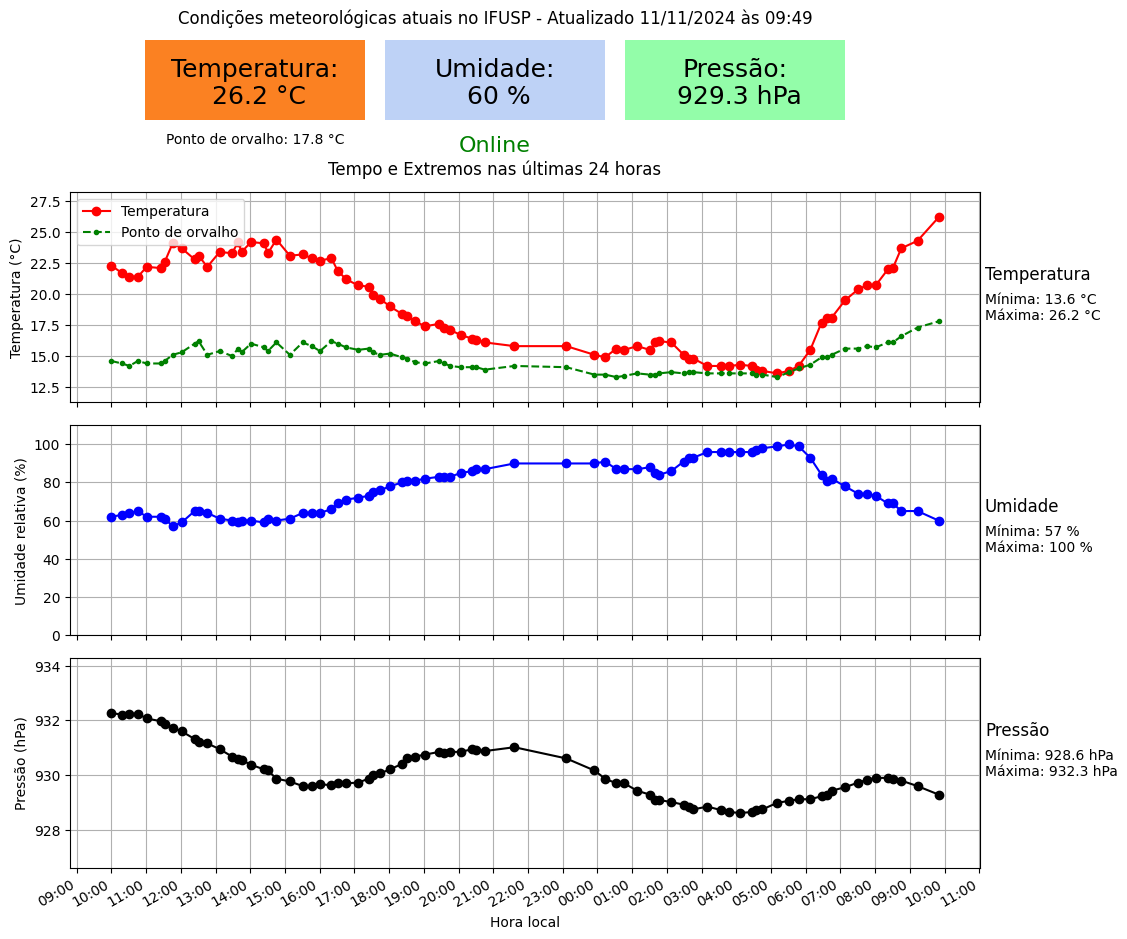 Condições meteorológicas atuais no IFUSP - Atualizado 11/11/2024 às 09:49
Temperatura:
26.2 °C
Umidade:
60 %
Pressão:
929.3 hPa
Ponto de orvalho: 17.8 °C
Online
Tempo e Extremos nas últimas 24 horas
Temperatura (°C)
27.5
25.0
22.5
20.0
17.5
15.0
12.5
Temperatura
Ponto de orvalho
Temperatura
Mínima: 13.6 °C
Máxima: 26.2 °C
Umidade relativa (%)
100
80
60
40
20
0
Umidade
Mínima: 57 %
Máxima: 100 %
Pressão (hPa)
934
932
930
928
Pressão
Mínima: 928.6 hPa
Máxima: 932.3 hPa
09:00 10:00 11:00 12:00 13:00 14:00 15:00 16:00 17:00 18:00 19:00 20:00 21:00 22:00 23:00 00:00 01:00 02:00 03:00 04:00 05:00 06:00 07:00 08:00 09:00 10:00 11:00
Hora local